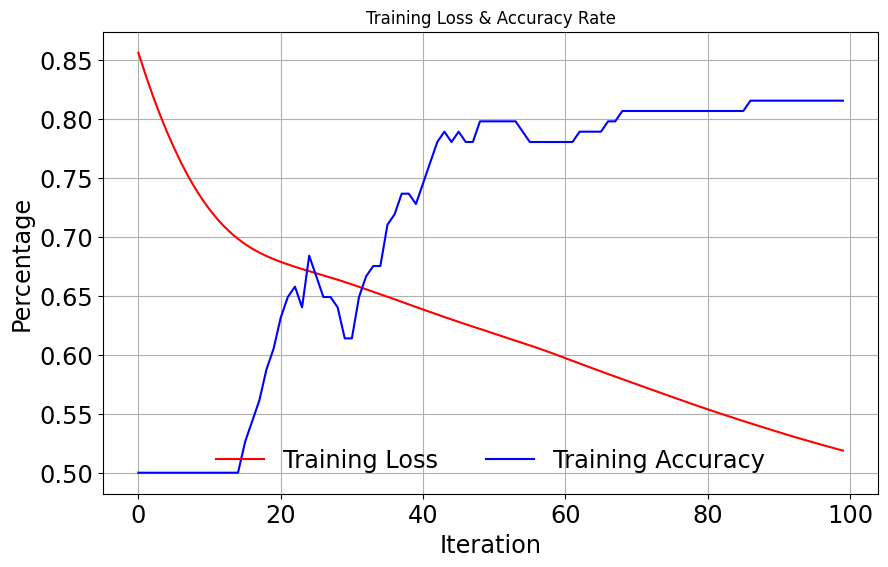 Training Loss & Accuracy Rate
0.85
0.80
0.75
0.70
0.65
0.60
0.55
0.50
Percentage
Training Loss Training Accuracy
0 20 40 60 80 100
Iteration